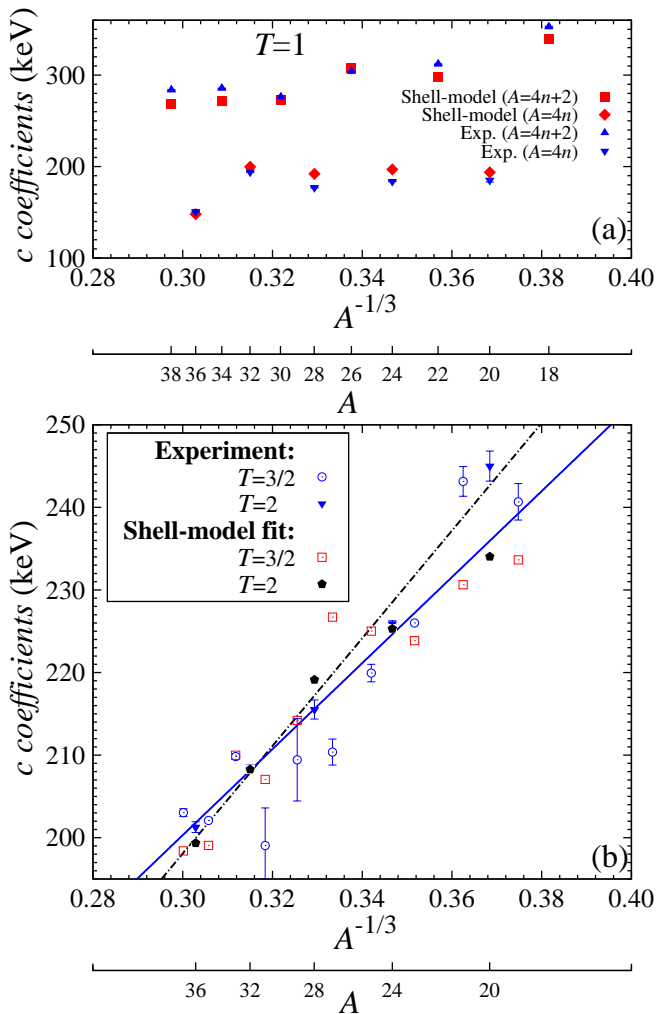 T=1
(a)
c coefficients (keV)
400
300
200
100
Shell-model (A=4n+2)
Shell-model (A=4n)
Exp. (A=4n+2)
Exp. (A=4n)
0.28 0.30 0.32 0.34 0.36 0.38 0.40
A^{-1/3}
38 36 34 32 30 28 26 24 22 20 18
A
c coefficients (keV)
250
240
230
220
210
200
Experiment:
T=3/2
T=2
Shell-model fit:
T=3/2
T=2
(b)
0.28 0.30 0.32 0.34 0.36 0.38 0.40
A^{-1/3}
36 32 28 24 20
A